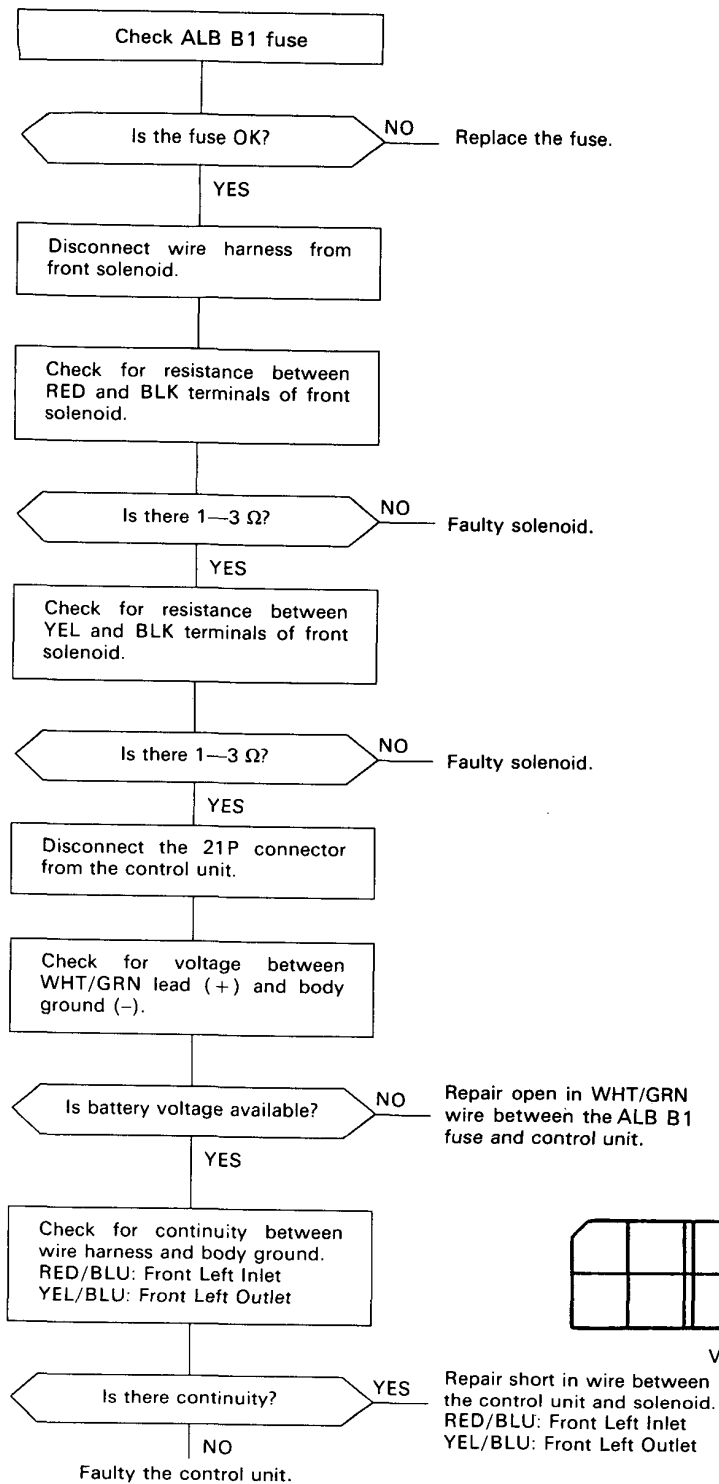 Check ALB B1 fuse
Is the fuse OK?
NO
Replace the fuse.
YES
Disconnect wire harness from
front solenoid.
Check for resistance between
RED and BLK terminals of front
solenoid.
Is there 1—3 Ω?
NO
Faulty solenoid.
YES
Check for resistance between
YEL and BLK terminals of front
solenoid.
Is there 1—3 Ω?
NO
Faulty solenoid.
YES
Disconnect the 21P connector
from the control unit.
Check for voltage between
WHT/GRN lead (+) and body
ground (–).
Is battery voltage available?
NO
Repair open in WHT/GRN
wire between the ALB B1
fuse and control unit.
YES
Check for continuity between
wire harness and body ground.
RED/BLU: Front Left Inlet
YEL/BLU: Front Left Outlet
V
Is there continuity?
YES
Repair short in wire between
the control unit and solenoid.
RED/BLU: Front Left Inlet
YEL/BLU: Front Left Outlet
NO
Faulty the control unit.